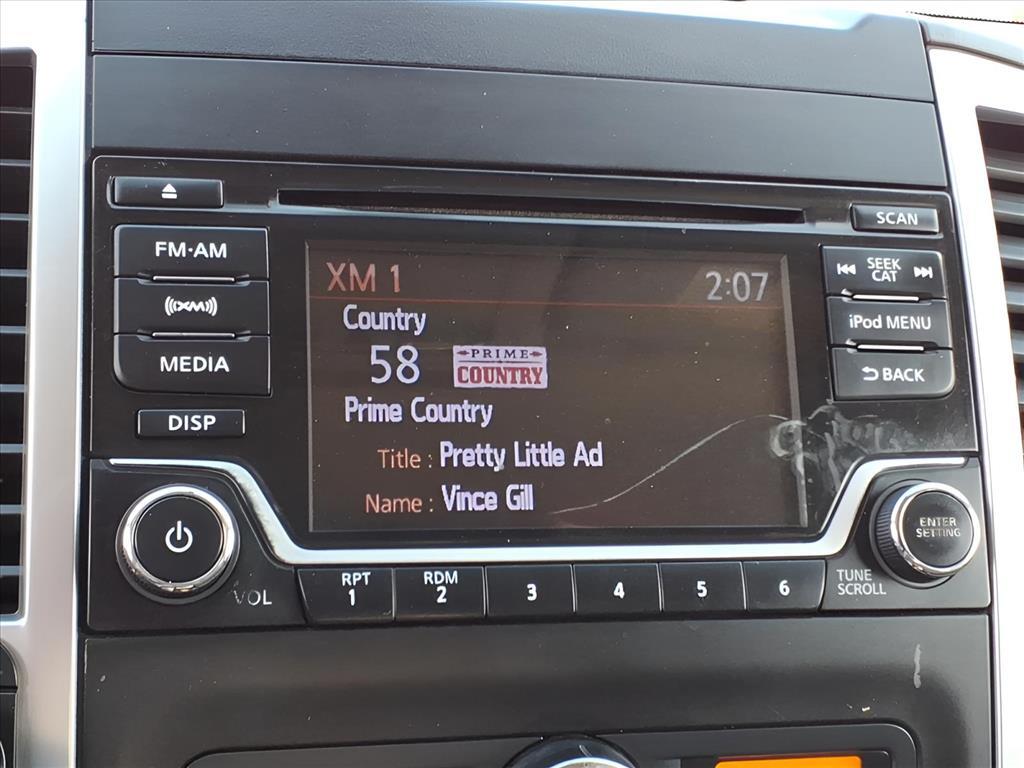 SCAN
FM·AM
XM 1 2:07
SEEK
CAT
Country
(((XM)))
iPod MENU
58 PRIME
COUNTRY
MEDIA
BACK
Prime Country
DISP
Title : Pretty Little Ad
Name : Vince Gill
ENTER
SETTING
VOL
RPT
1
RDM
2
3
4
5
6
TUNE
SCROLL